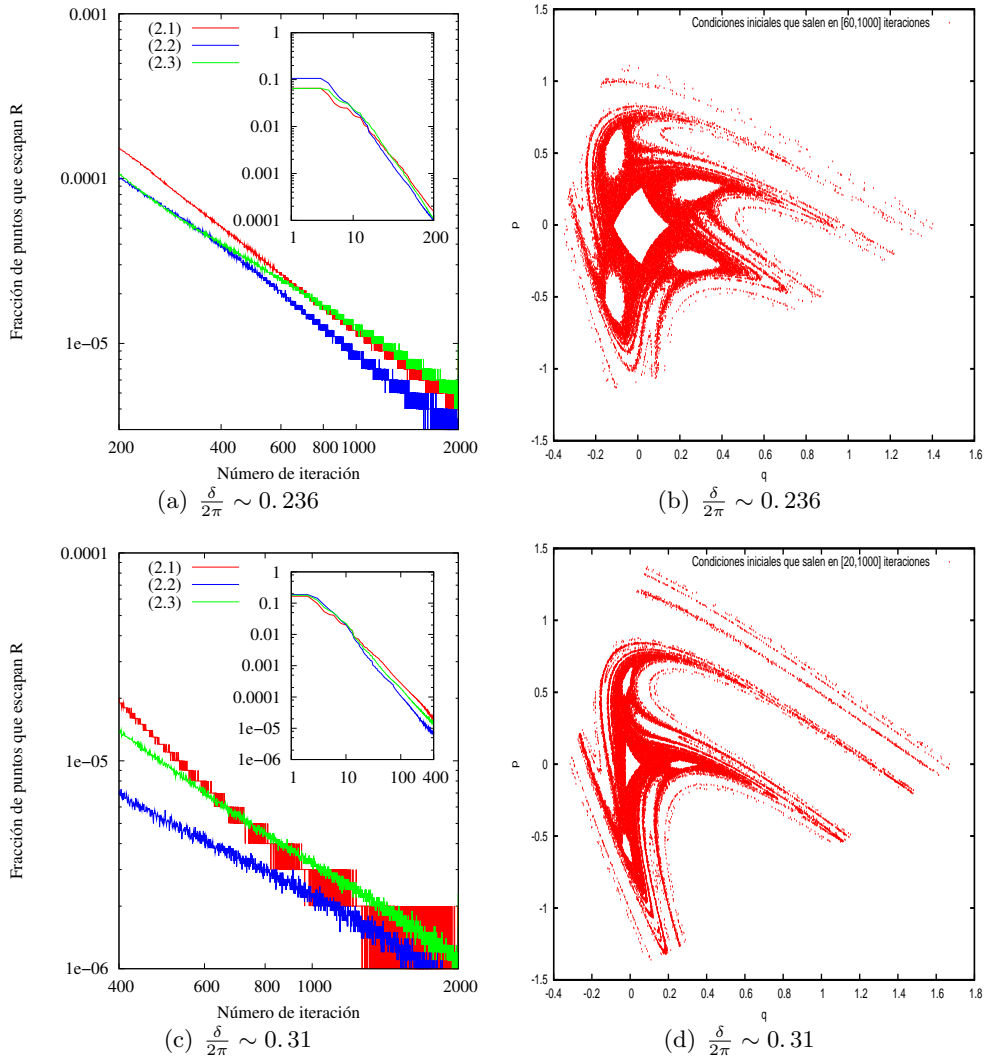 0.001
(2.1)
(2.2)
(2.3)
0.0001
1e-05
200 400 600 800 1000 2000
Fracción de puntos que escapan R
Número de iteración
1
0.1
0.01
0.001
0.0001
1 10 200
(a) δ/2π ∼ 0.236
Condiciones iniciales que salen en [60,1000] iteraciones
1.5
1
0.5
0
-0.5
-1
-1.5
p
-0.4 -0.2 0 0.2 0.4 0.6 0.8 1 1.2 1.4 1.6
q
(b) δ/2π ∼ 0.236
0.0001
(2.1)
(2.2)
(2.3)
1e-05
1e-06
400 600 800 1000 2000
Fracción de puntos que escapan R
Número de iteración
1
0.1
0.01
0.001
0.0001
1e-05
1e-06
1 10 100 400
(c) δ/2π ∼ 0.31
Condiciones iniciales que salen en [20,1000] iteraciones
1.5
1
0.5
0
-0.5
-1
-1.5
p
-0.4 -0.2 0 0.2 0.4 0.6 0.8 1 1.2 1.4 1.6 1.8
q
(d) δ/2π ∼ 0.31